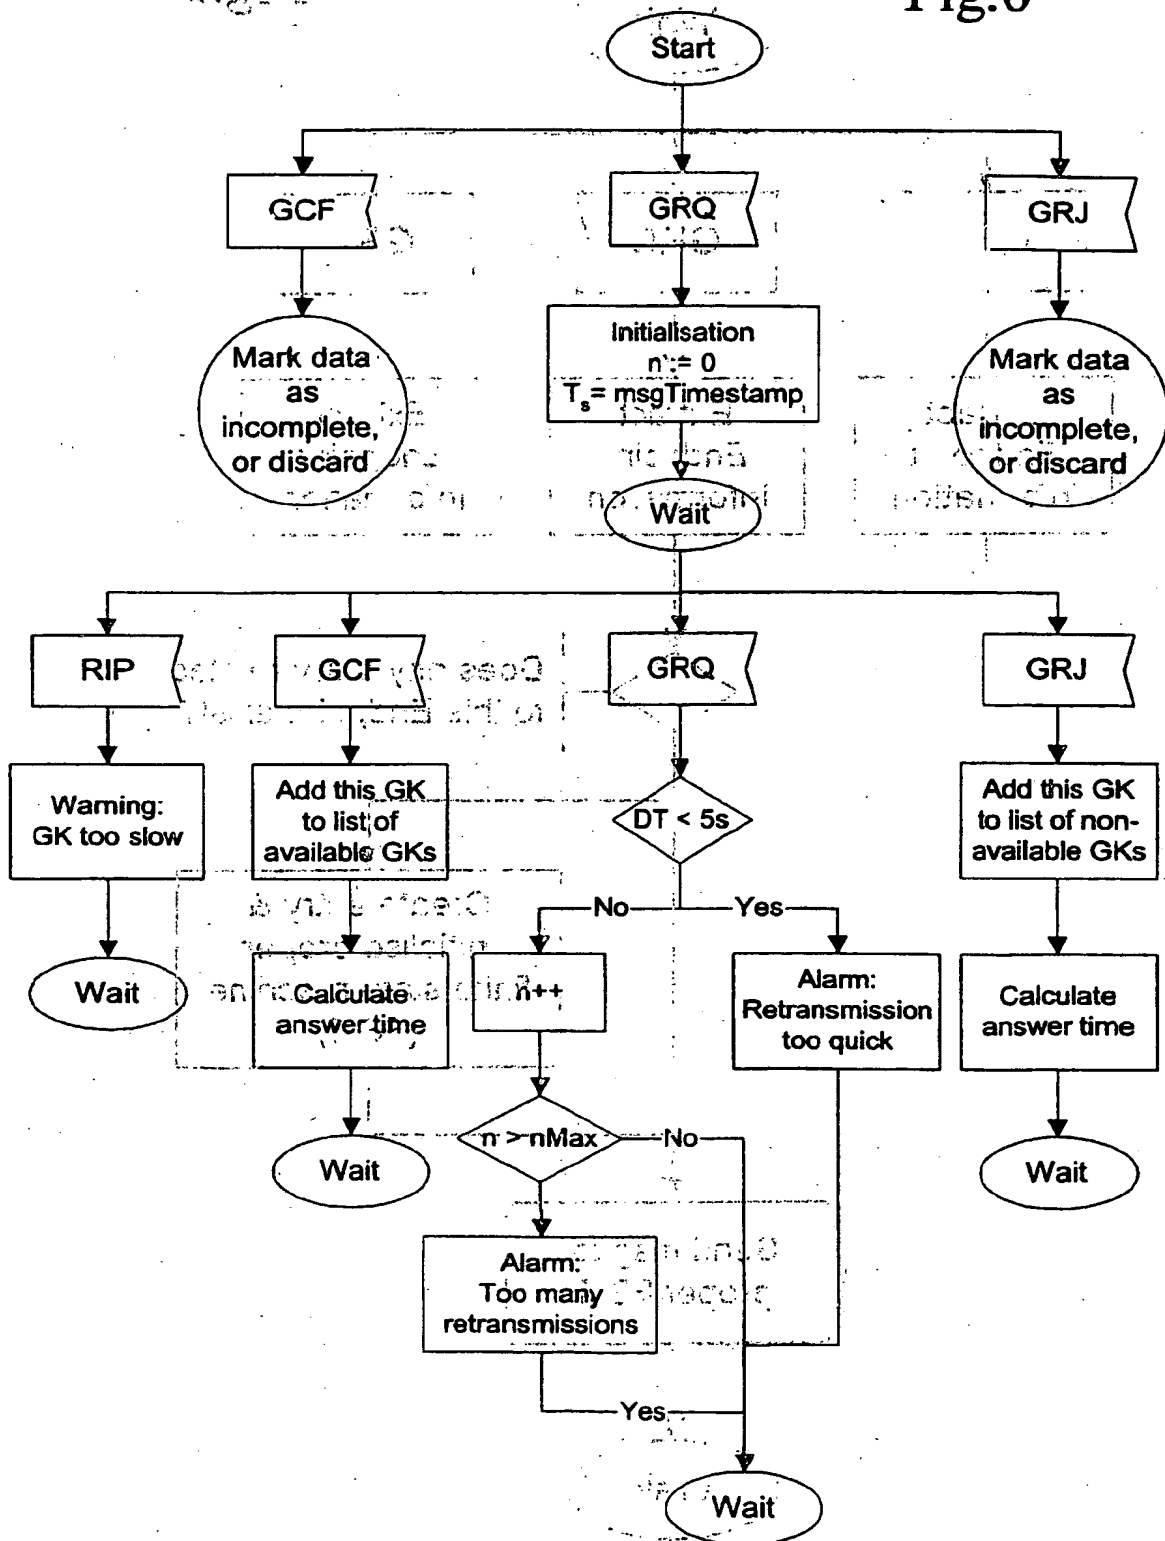 Fig.6
Start
GCF
GRQ
GRJ
Mark data
as
incomplete,
or discard
Initialisation
n := 0
Ts= msgTimestamp
Mark data
as
incomplete,
or discard
Wait
RIP
GCF
GRQ
GRJ
Warning:
GK too slow
Add this GK
to list of
available GKs
DT < 5s
Add this GK
to list of non-
available GKs
No
Yes
Wait
Calculate
answer time
n++
Alarm:
Retransmission
too quick
Calculate
answer time
Wait
n > nMax
No
Wait
Alarm:
Too many
retransmissions
Yes
Wait